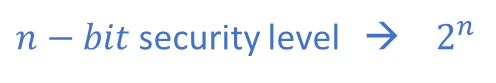 n − bit security level → 2ⁿ